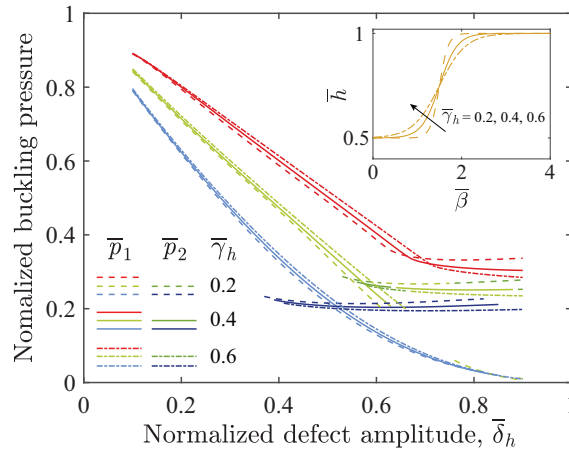 Nomalized buckling pressure
1
0.8
0.6
0.4
0.2
0
0 0.2 0.4 0.6 0.8 1
Normalized defect amplitude, δ̅ₕ
p̅₁ p̅₂ γ̅ₕ
0.2
0.4
0.6
h̅
1
0.5
0 2 4
β̅
γ̅ₕ = 0.2, 0.4, 0.6